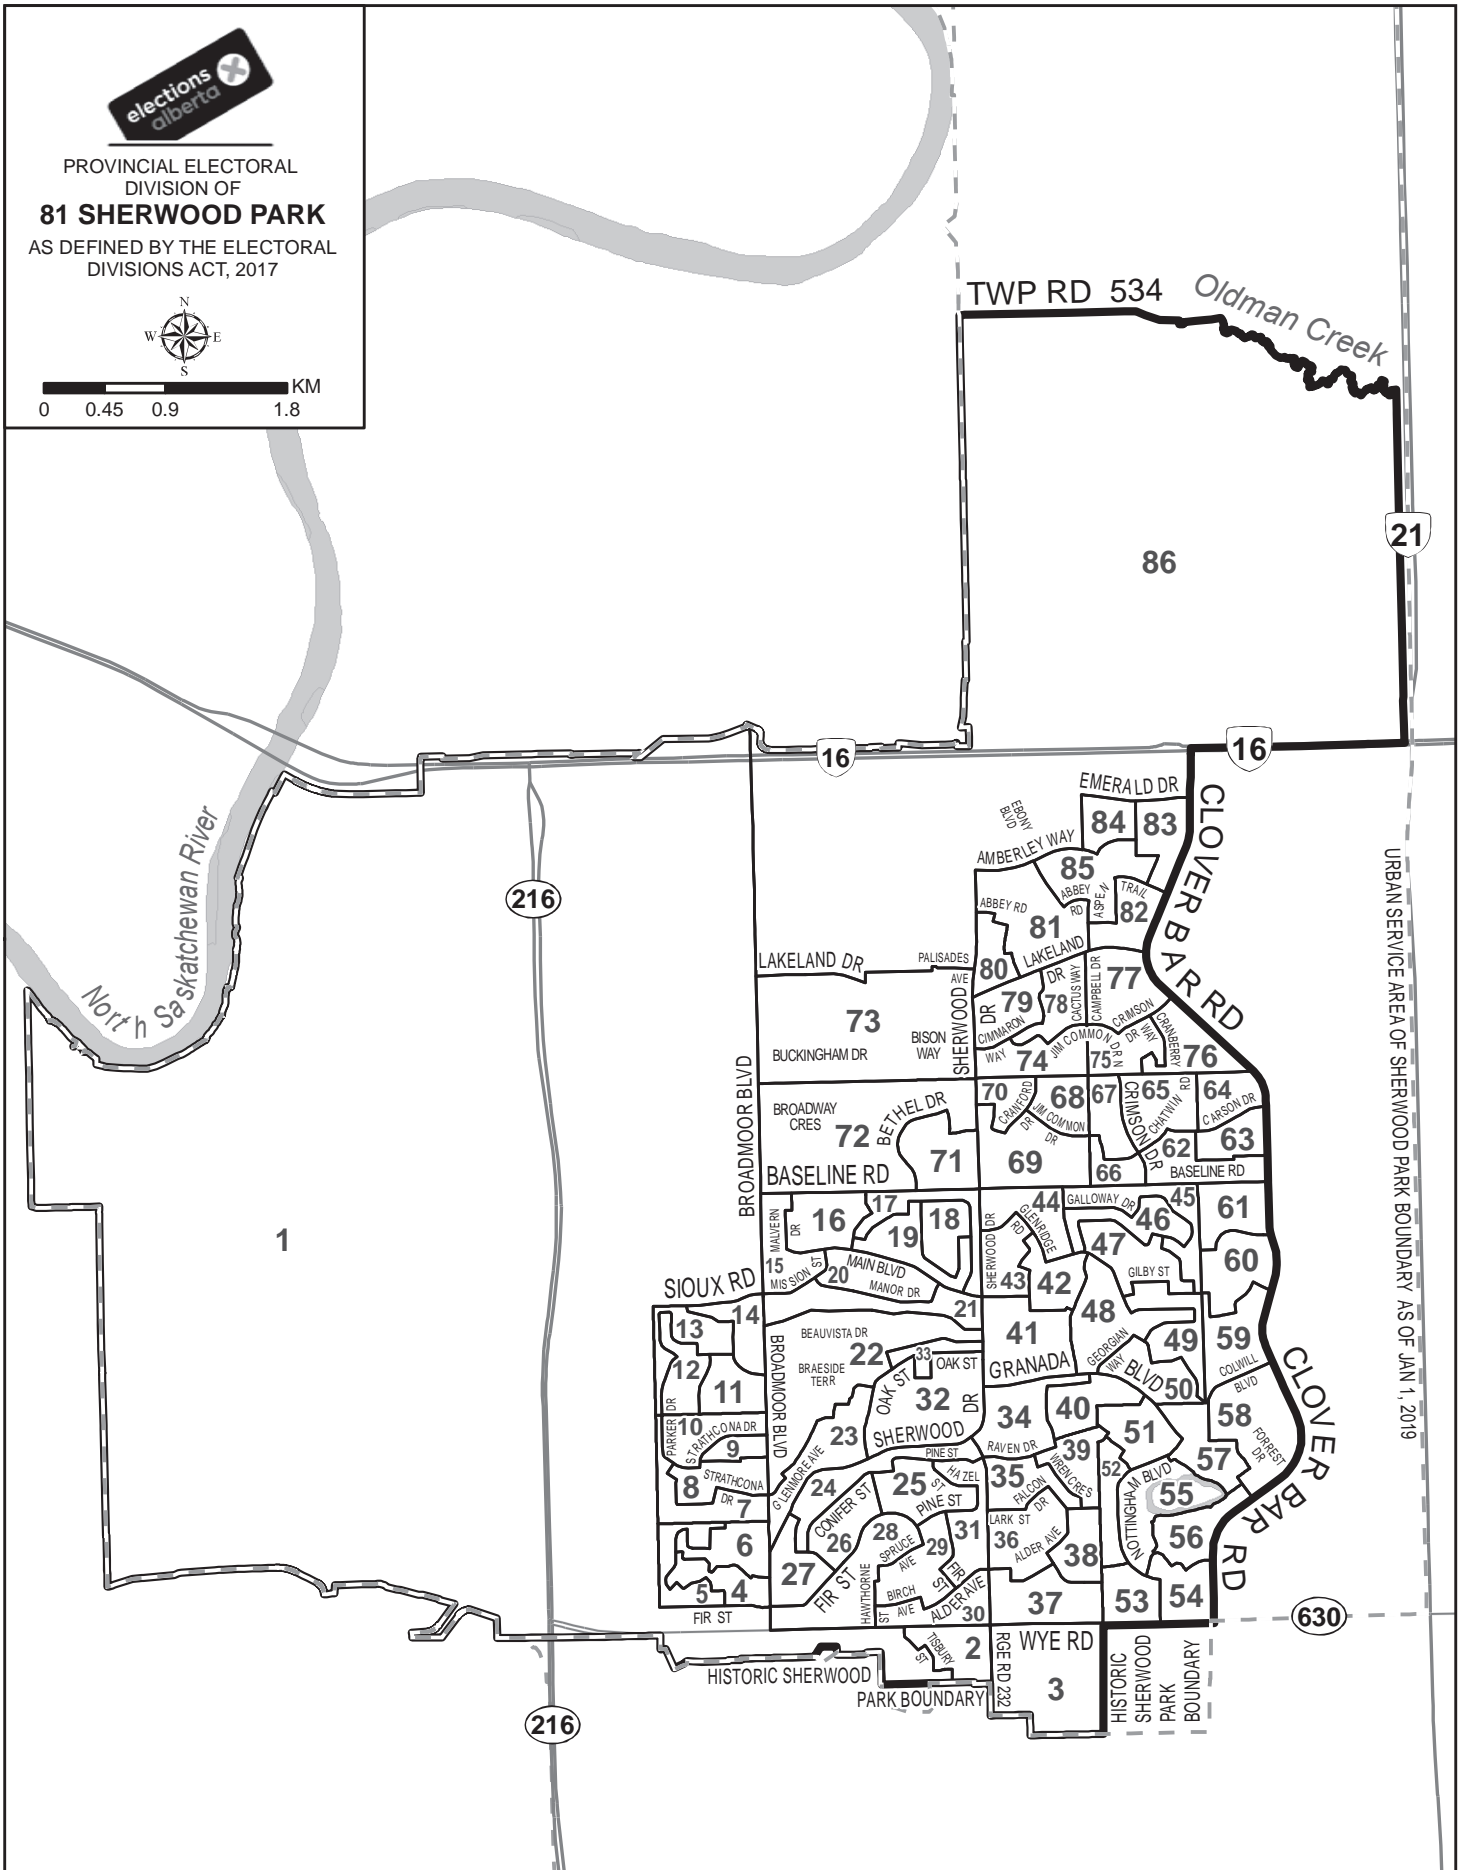 elections
alberta
PROVINCIAL ELECTORAL
DIVISION OF
81 SHERWOOD PARK
AS DEFINED BY THE ELECTORAL
DIVISIONS ACT, 2017
N
W E
S
KM
0 0.45 0.9 1.8
TWP RD 534
Oldman Creek
21
86
16
16
North Saskatchewan River
216
EMERALD DR
EBONY
BLVD
84
83
CLOVER BAR RD
AMBERLEY WAY
85
ABBEY
RD
ASPEN
TRAIL
82
ABBEY RD
81
URBAN SERVICE AREA OF SHERWOOD PARK BOUNDARY AS OF JAN 1, 2019
LAKELAND DR
PALISADES
AVE
80
LAKELAND
DR
77
79
78
CACTUS WAY
CAMPBELL DR
73
SHERWOOD
DR
CIMMARON
WAY
BISON
WAY
BUCKINGHAM DR
74
JIM COMMON DR N
75
CRIMSON
DR
WAY
CRANBERRY
76
BROADMOOR BLVD
BROADWAY
CRES
72
BETHEL DR
71
BASELINE RD
70
CRANFORD
DR
68
JIM COMMON
DR
67
CRIMSON DR
65
CHATWIN
RD
64
CARSON DR
63
62
69
66
BASELINE RD
1
MALVERN
DR
16
17
18
19
44
GALLOWAY DR
45
46
61
SHERWOOD DR
GLENRIDGE
RD
47
60
15
MISSION ST
20
MAIN BLVD
MANOR DR
43
42
GILBY ST
SIOUX RD
14
13
21
41
48
49
59
BEAUVISTA DR
22
33
OAK ST
GRANADA
BLVD
GEORGIAN
WAY
50
COLWILL
BLVD
CLOVER BAR RD
BROADMOOR BLVD
BRAESIDE
TERR
12
11
PARKER
DR
OAK ST
32
SHERWOOD
DR
34
40
51
58
FORREST
DR
10
STRATHCONA DR
9
23
PINE ST
RAVEN DR
39
52
57
8
STRATHCONA
DR
7
GLENMORE AVE
24
25
HAZEL
ST
PINE ST
35
FALCON
DR
WREN CRES
NOTTINGHAM BLVD
55
CONIFER ST
26
28
SPRUCE
AVE
29
31
LARK ST
36
ALDER AVE
38
56
6
27
FIR ST
HAWTHORNE
ST
BIRCH
AVE
FIR
ST
ALDER AVE
30
37
53
54
5
4
FIR ST
630
TISBURY
ST
2
RGE RD 232
WYE RD
3
HISTORIC SHERWOOD
PARK BOUNDARY
HISTORIC
SHERWOOD
PARK
BOUNDARY
216